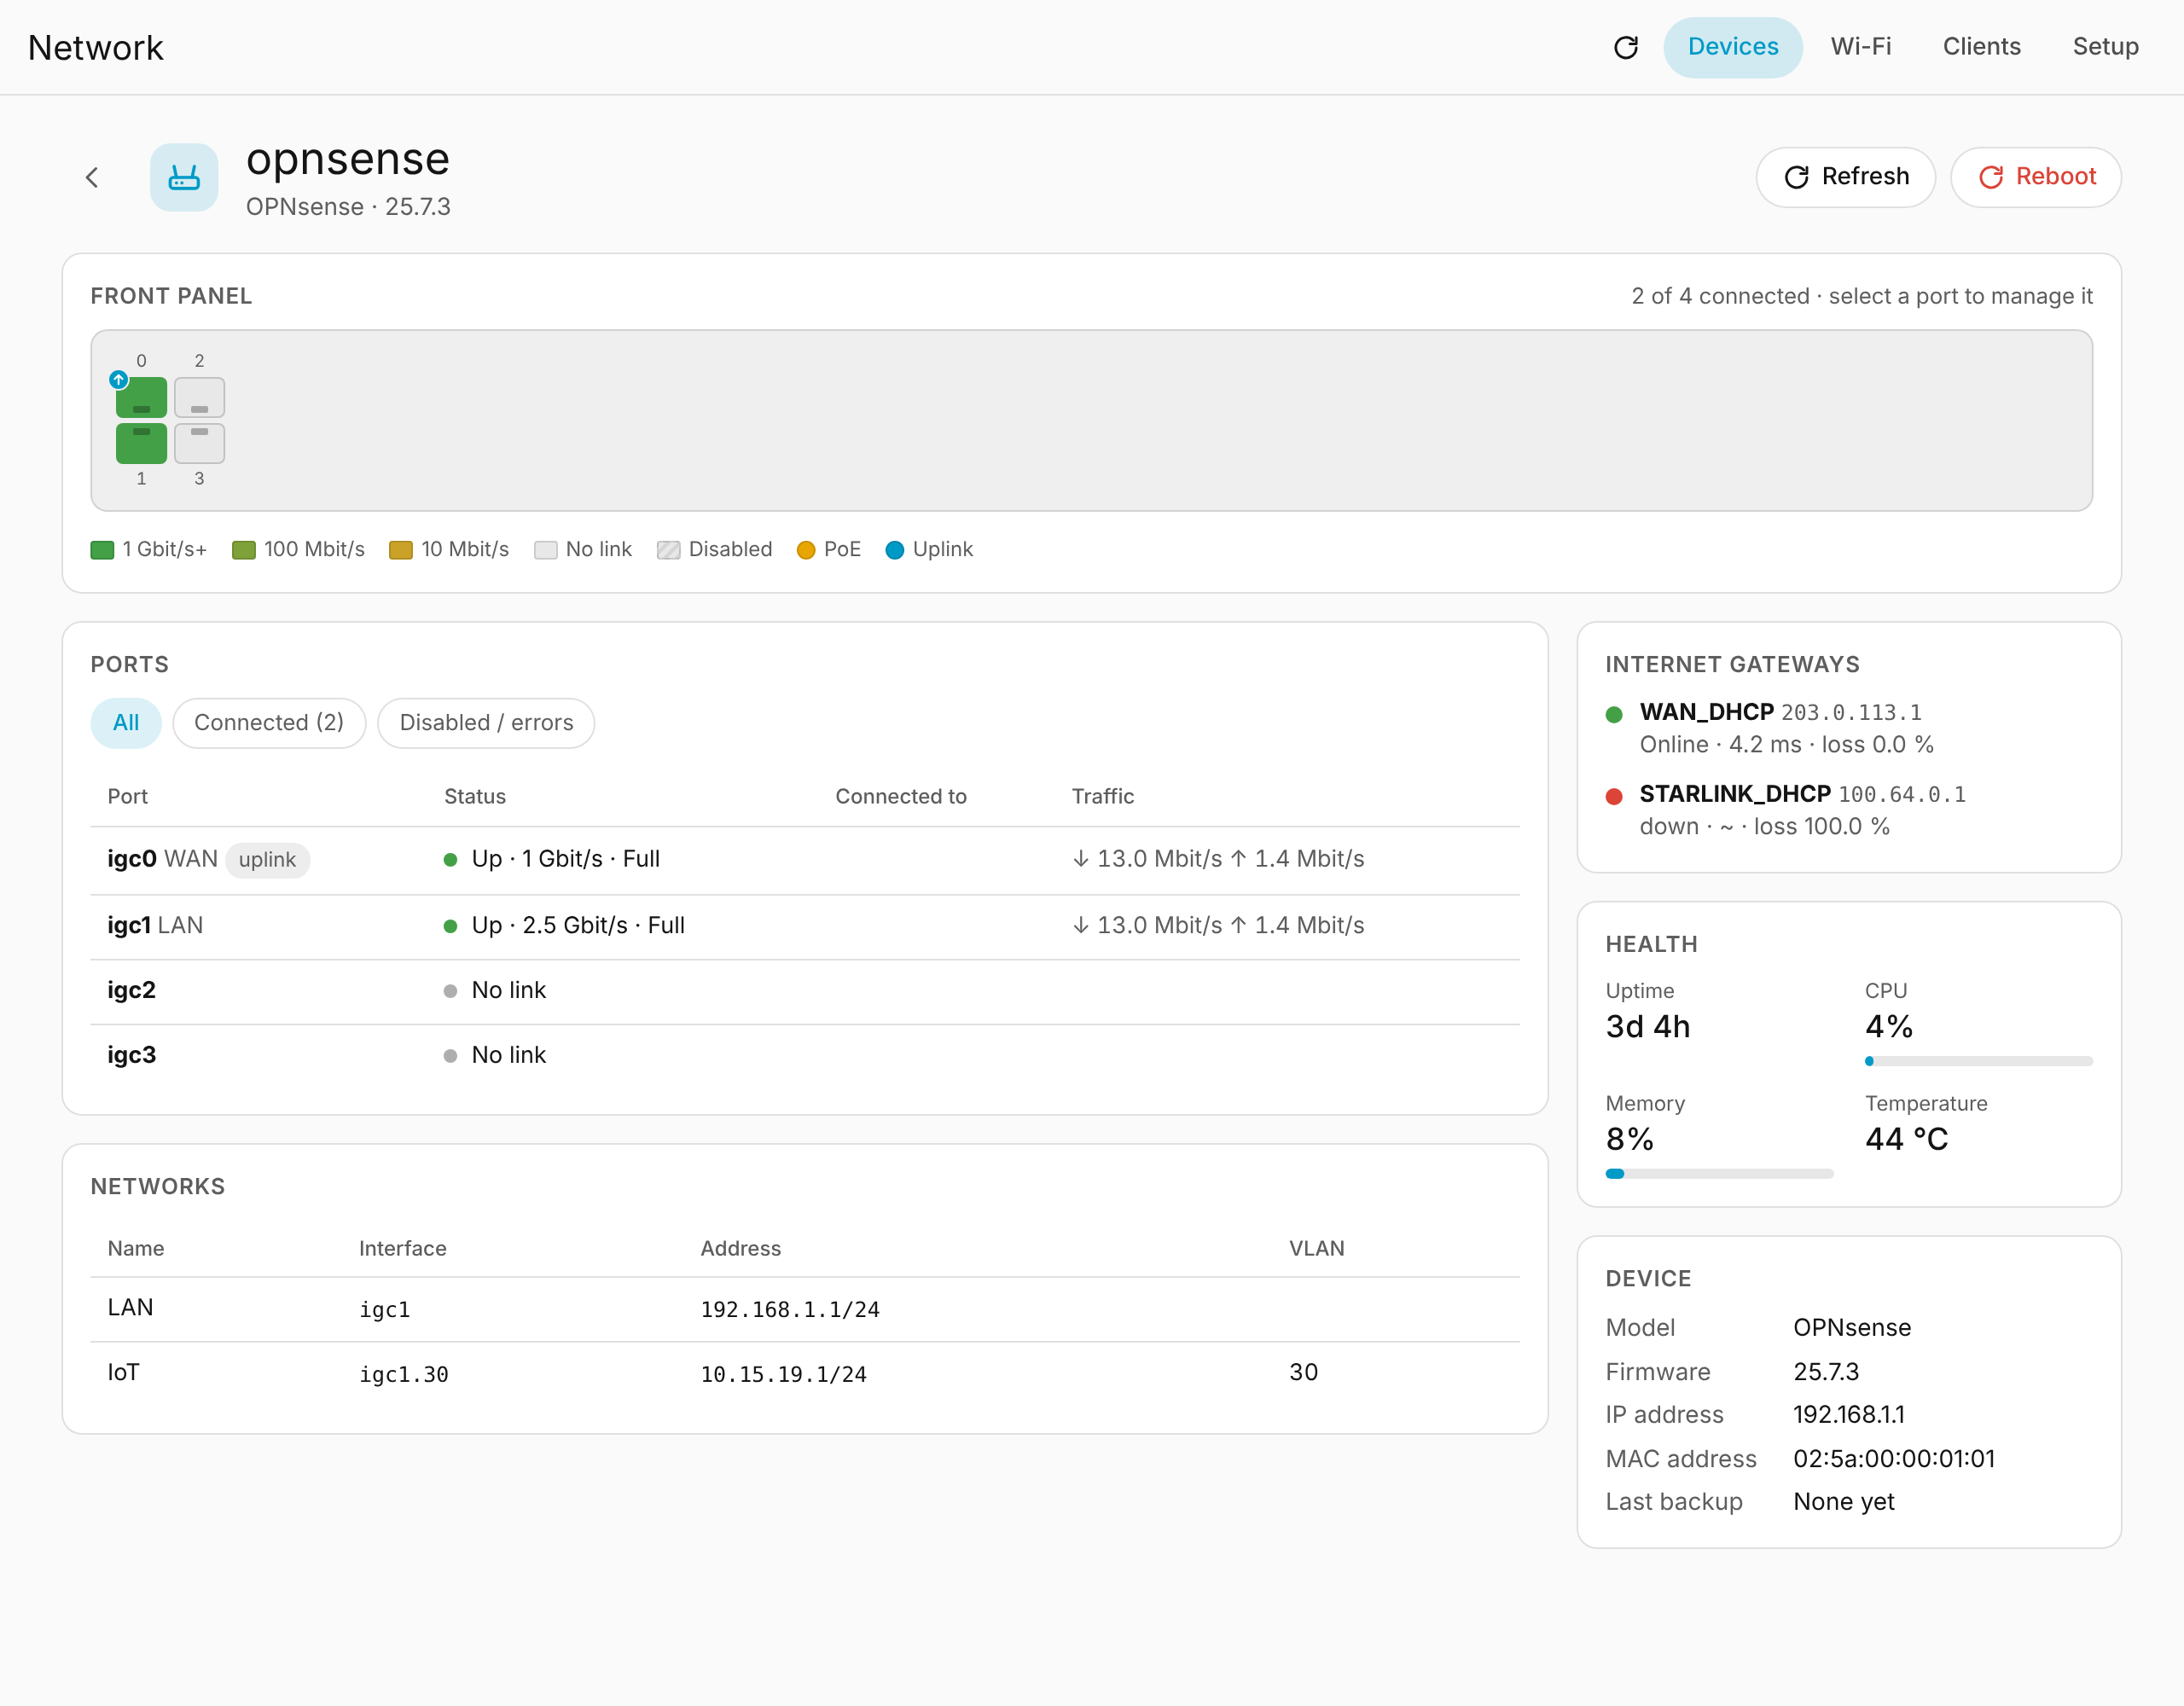 Network
Devices
Wi-Fi
Clients
Setup
opnsense
OPNsense · 25.7.3
Refresh
Reboot
FRONT PANEL
2 of 4 connected · select a port to manage it
0 2
1 3
1 Gbit/s+ 100 Mbit/s 10 Mbit/s No link Disabled PoE Uplink
PORTS
All Connected (2) Disabled / errors
Port Status Connected to Traffic
igc0 WAN uplink Up · 1 Gbit/s · Full ↓ 13.0 Mbit/s ↑ 1.4 Mbit/s
igc1 LAN Up · 2.5 Gbit/s · Full ↓ 13.0 Mbit/s ↑ 1.4 Mbit/s
igc2 No link
igc3 No link
NETWORKS
Name Interface Address VLAN
LAN igc1 192.168.1.1/24
IoT igc1.30 10.15.19.1/24 30
INTERNET GATEWAYS
WAN_DHCP 203.0.113.1
Online · 4.2 ms · loss 0.0 %
STARLINK_DHCP 100.64.0.1
down · ~ · loss 100.0 %
HEALTH
Uptime CPU
3d 4h 4%
Memory Temperature
8% 44 °C
DEVICE
Model OPNsense
Firmware 25.7.3
IP address 192.168.1.1
MAC address 02:5a:00:00:01:01
Last backup None yet